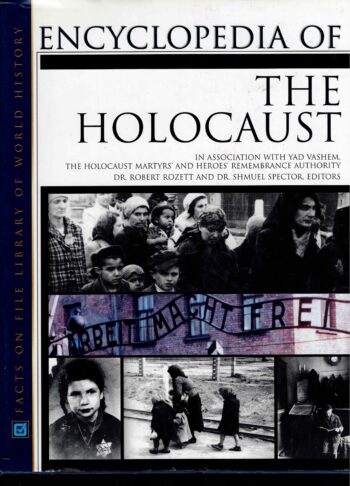 ENCYCLOPEDIA OF
THE
HOLOCAUST
IN ASSOCIATION WITH YAD VASHEM,
THE HOLOCAUST MARTYRS' AND HEROES' REMEMBRANCE AUTHORITY
DR. ROBERT ROZETT AND DR. SHMUEL SPECTOR, EDITORS
ARBEIT MACHT FREI
FACTS ON FILE LIBRARY OF WORLD HISTORY